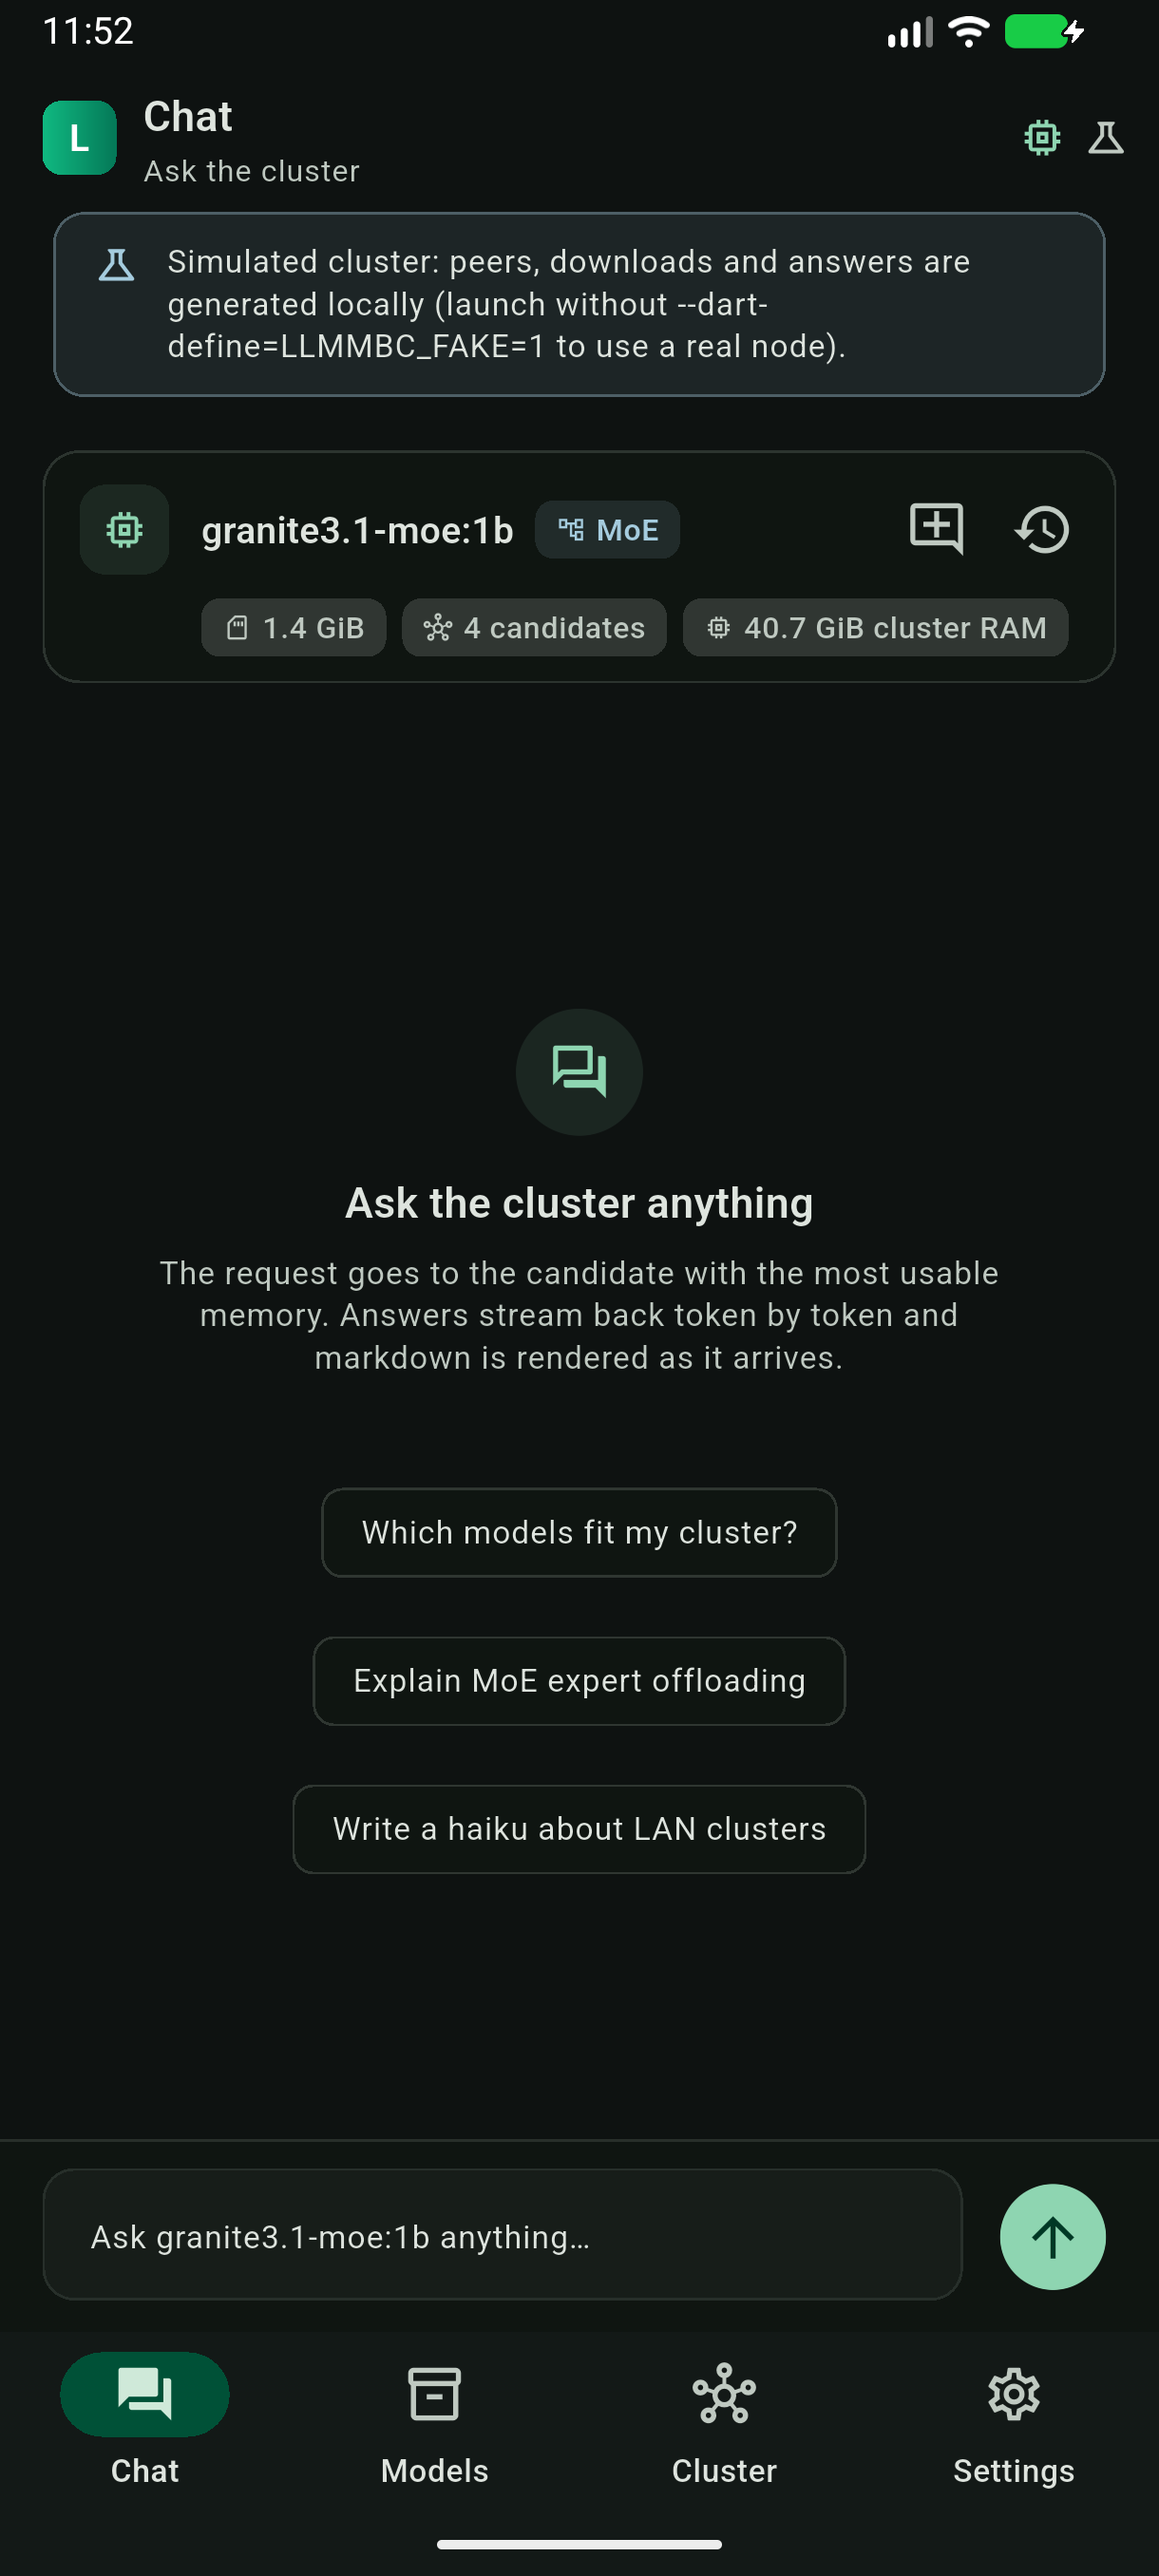 11:52
L
Chat
Ask the cluster
Simulated cluster: peers, downloads and answers are
generated locally (launch without --dart-
define=LLMMBC_FAKE=1 to use a real node).
granite3.1-moe:1b
MoE
1.4 GiB
4 candidates
40.7 GiB cluster RAM
Ask the cluster anything
The request goes to the candidate with the most usable
memory. Answers stream back token by token and
markdown is rendered as it arrives.
Which models fit my cluster?
Explain MoE expert offloading
Write a haiku about LAN clusters
Ask granite3.1-moe:1b anything…
Chat
Models
Cluster
Settings